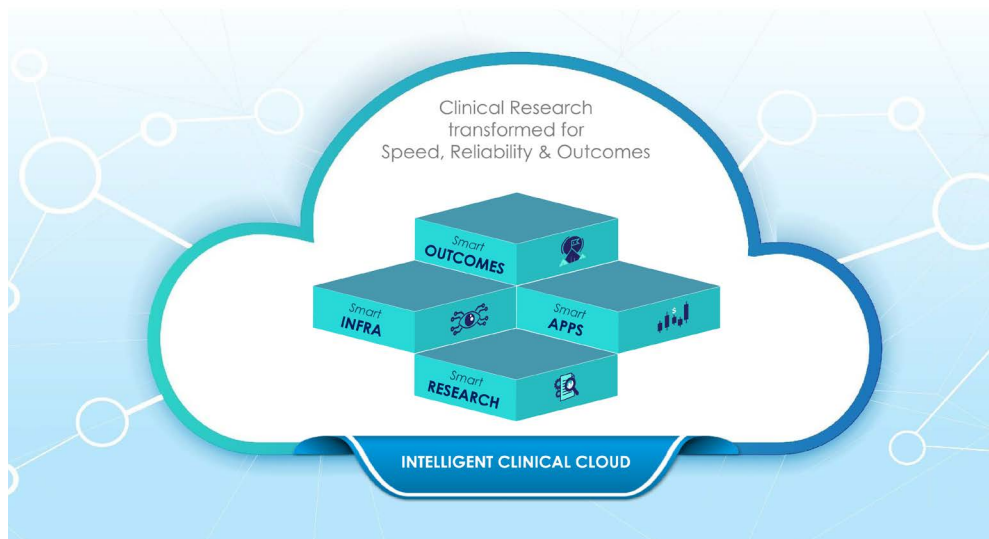 Clinical Research
transformed for
Speed, Reliability & Outcomes
Smart
OUTCOMES
Smart
INFRA
Smart
APPS
$
Smart
RESEARCH
INTELLIGENT CLINICAL CLOUD